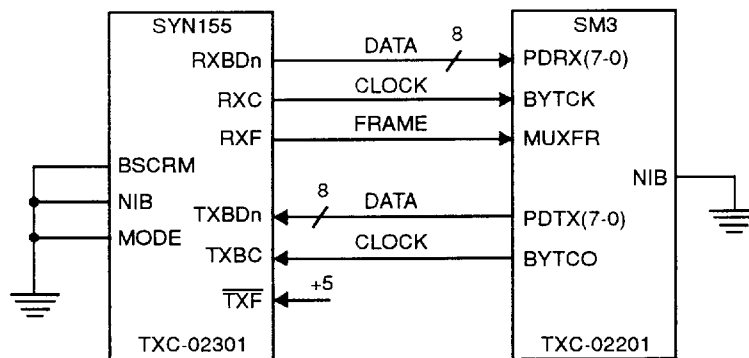 SYN155
SM3
RXBDn
DATA
8
PDRX(7-0)
RXC
CLOCK
BYTCK
RXF
FRAME
MUXFR
BSCRM
NIB
MODE
NIB
TXBDn
8
DATA
PDTX(7-0)
TXBC
CLOCK
BYTCO
TXF
+5
TXC-02301
TXC-02201